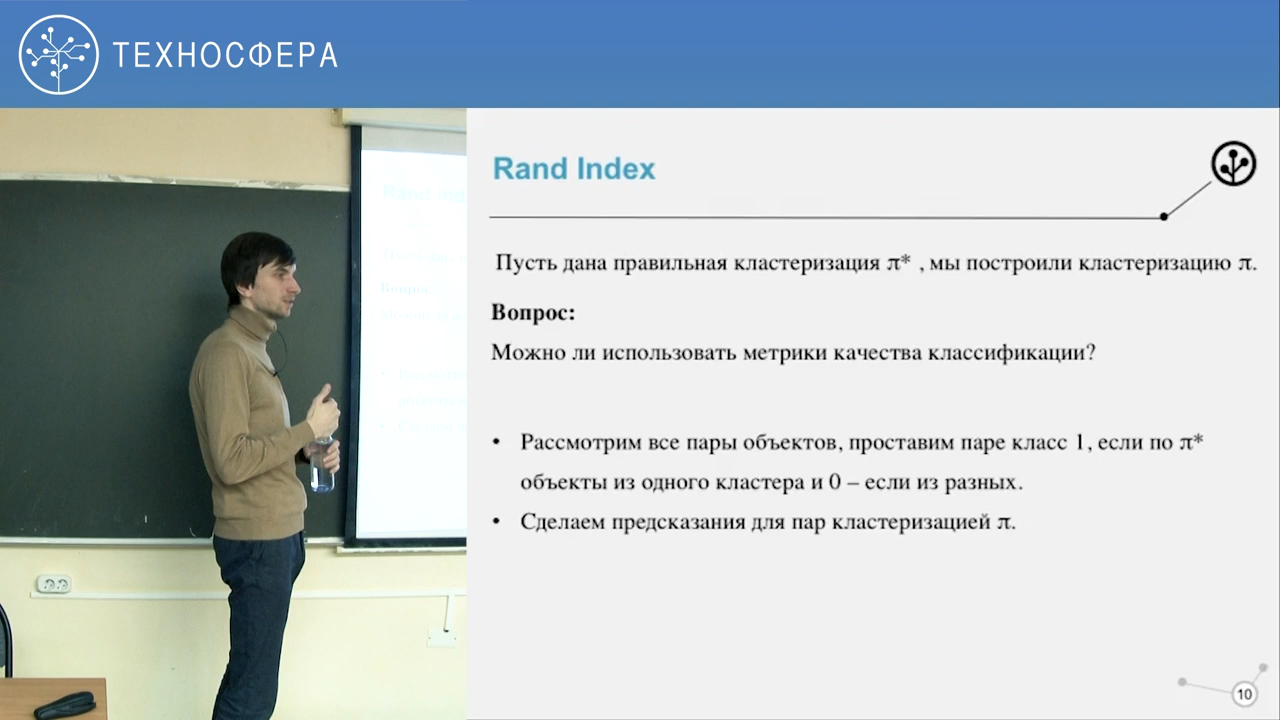 ТЕХНОСФЕРА
Rand Index
Пусть дана правильная кластеризация π* , мы построили кластеризацию π.
Вопрос:
Можно ли использовать метрики качества классификации?
• Рассмотрим все пары объектов, проставим паре класс 1, если по π*
объекты из одного кластера и 0 – если из разных.
• Сделаем предсказания для пар кластеризацией π.
10